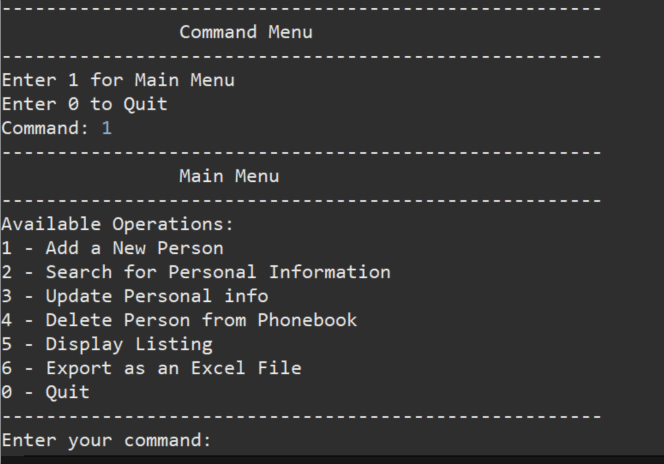 ------------------------------------------------------
Command Menu
------------------------------------------------------
Enter 1 for Main Menu
Enter 0 to Quit
Command: 1
------------------------------------------------------
Main Menu
------------------------------------------------------
Available Operations:
1 - Add a New Person
2 - Search for Personal Information
3 - Update Personal info
4 - Delete Person from Phonebook
5 - Display Listing
6 - Export as an Excel File
0 - Quit
------------------------------------------------------
Enter your command: